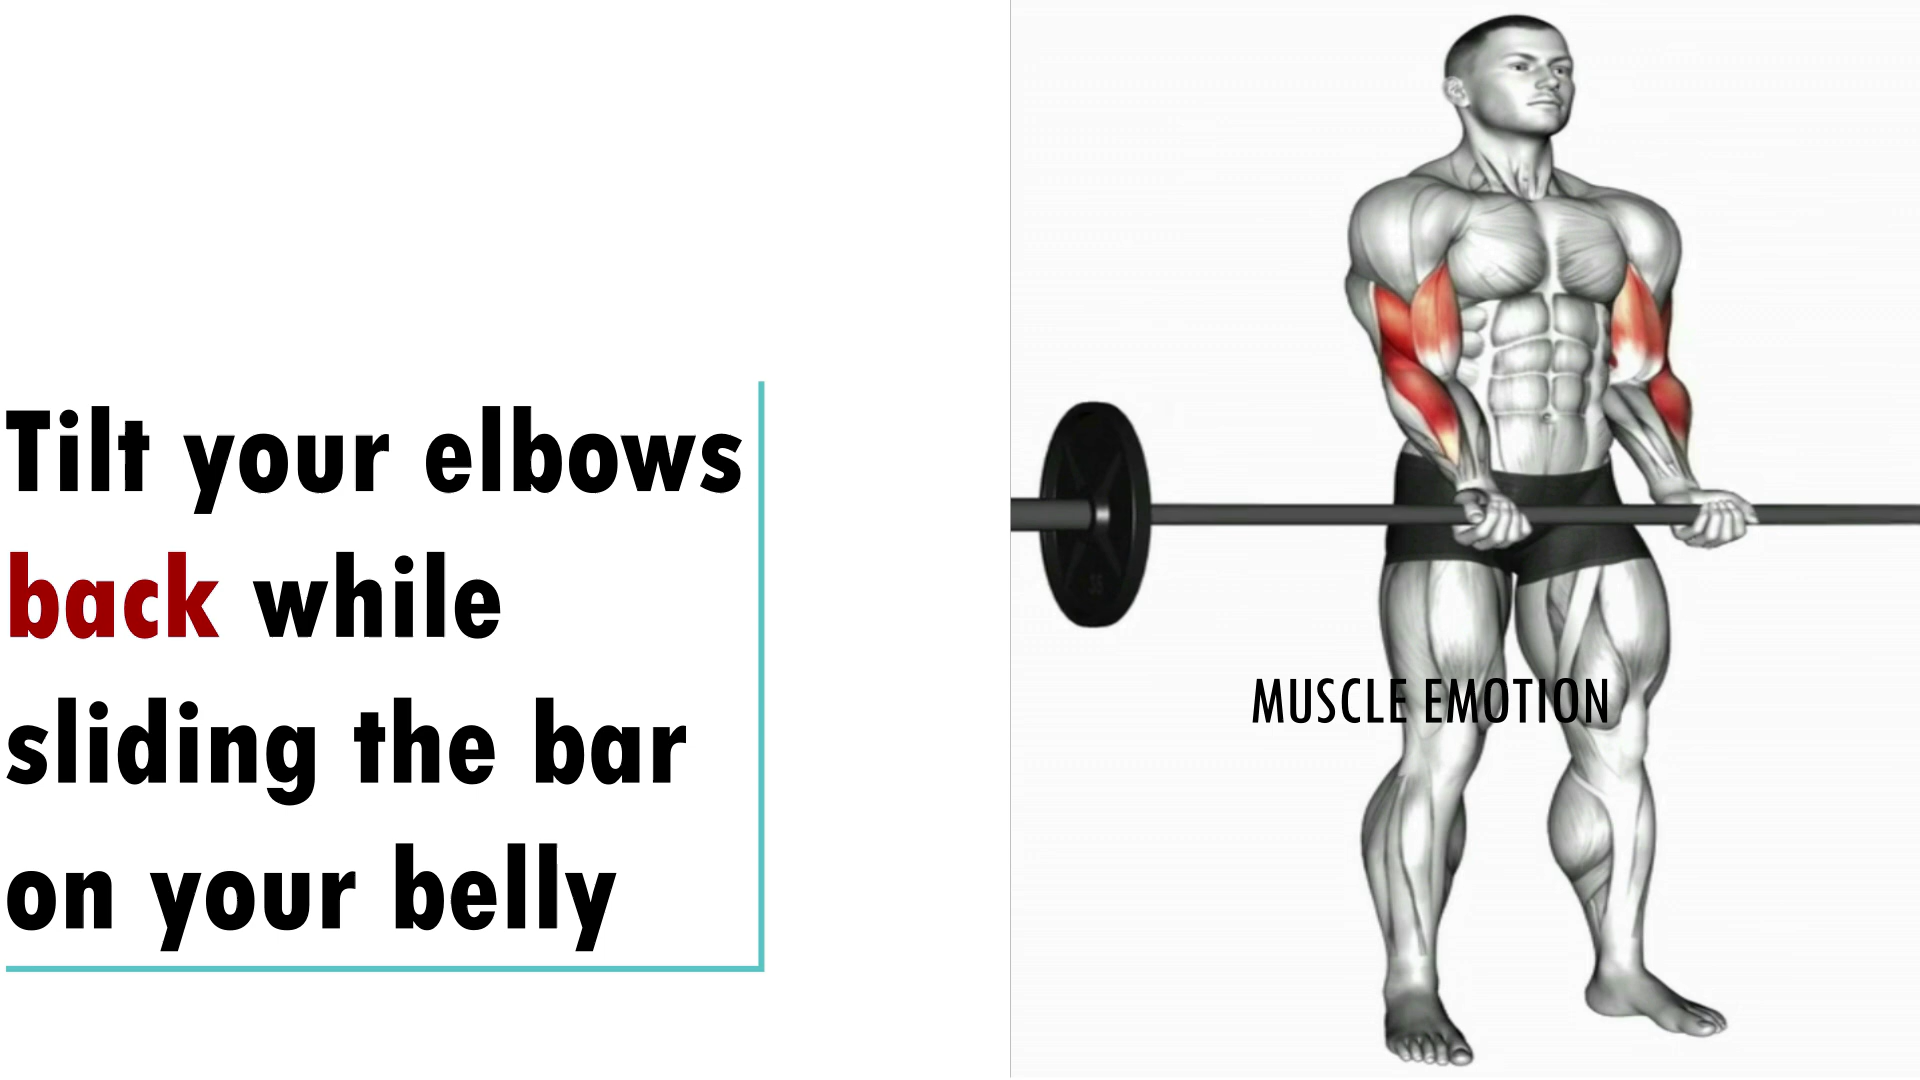 Tilt your elbows
back while
sliding the bar
on your belly
MUSCLE EMOTION